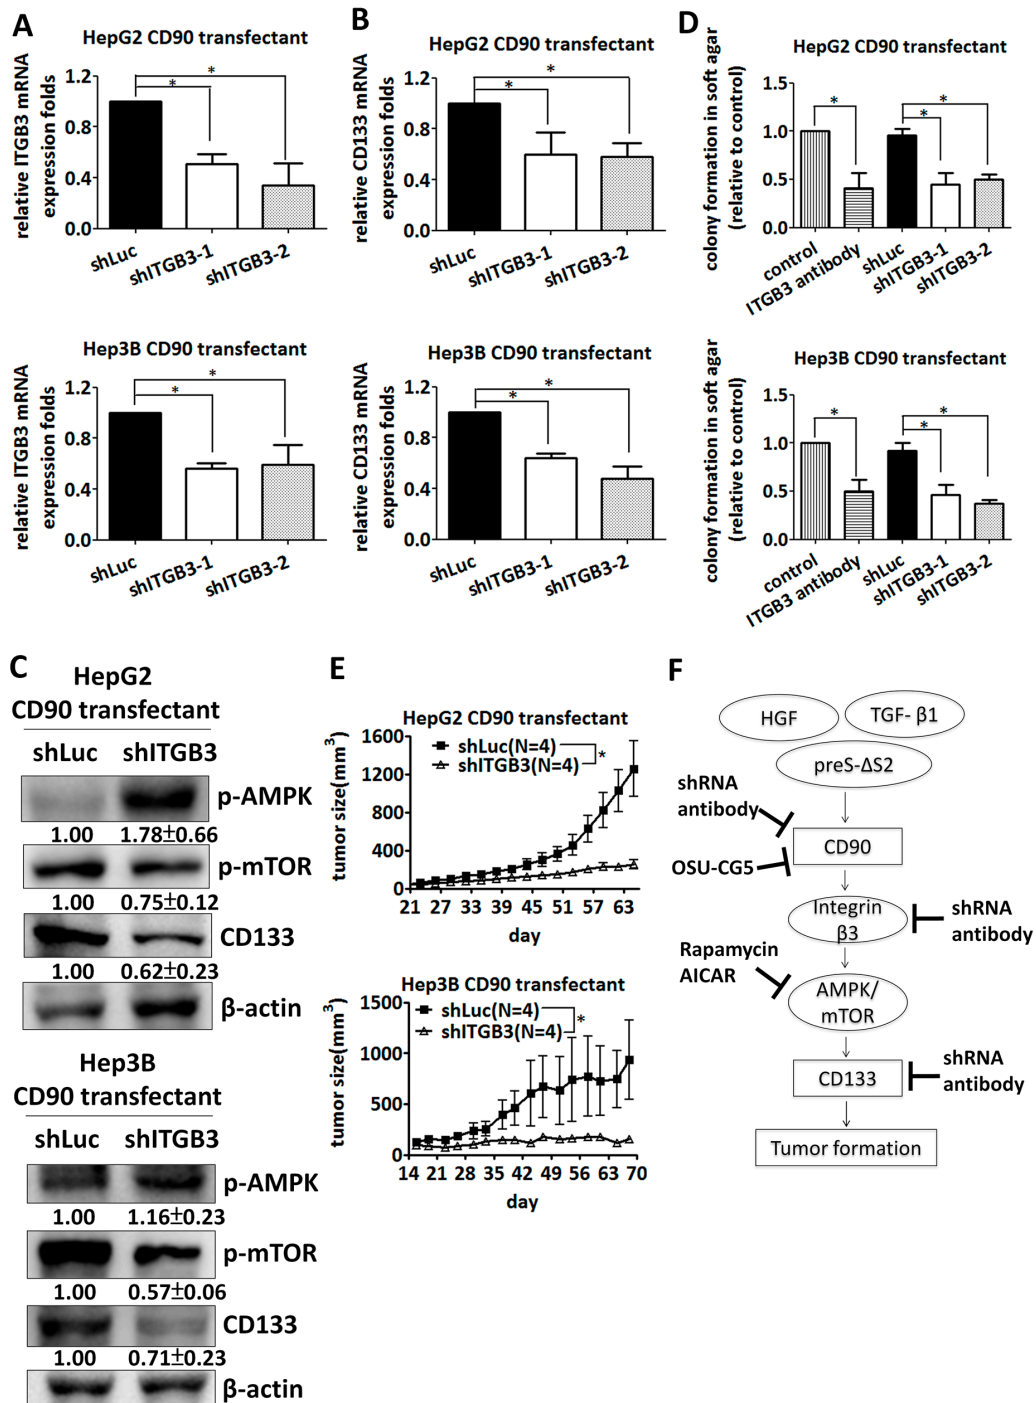 A
HepG2 CD90 transfectant
relative ITGB3 mRNA
expression folds
1.2
0.8
0.4
0.0
*
*
shLuc
shITGB3-1
shITGB3-2
Hep3B CD90 transfectant
relative ITGB3 mRNA
expression folds
1.2
0.8
0.4
0.0
*
*
shLuc
shITGB3-1
shITGB3-2
B
HepG2 CD90 transfectant
relative CD133 mRNA
expression folds
1.2
0.8
0.4
0.0
*
*
shLuc
shITGB3-1
shITGB3-2
Hep3B CD90 transfectant
relative CD133 mRNA
expression folds
1.2
0.8
0.4
0.0
*
*
shLuc
shITGB3-1
shITGB3-2
D
HepG2 CD90 transfectant
colony formation in soft agar
(relative to control)
1.5
1.0
0.5
0.0
*
*
*
control
ITGB3 antibody
shLuc
shITGB3-1
shITGB3-2
Hep3B CD90 transfectant
colony formation in soft agar
(relative to control)
1.5
1.0
0.5
0.0
*
*
*
control
ITGB3 antibody
shLuc
shITGB3-1
shITGB3-2
C
HepG2
CD90 transfectant
shLuc shITGB3
p-AMPK
1.00 1.78±0.66
p-mTOR
1.00 0.75±0.12
CD133
1.00 0.62±0.23
β-actin
Hep3B
CD90 transfectant
shLuc shITGB3
p-AMPK
1.00 1.16±0.23
p-mTOR
1.00 0.57±0.06
CD133
1.00 0.71±0.23
β-actin
E
HepG2 CD90 transfectant
tumor size(mm3)
1600
1200
800
400
0
shLuc(N=4)
shITGB3(N=4)
*
21 27 33 39 45 51 57 63
day
Hep3B CD90 transfectant
tumor size(mm3)
1500
1000
500
0
shLuc(N=4)
shITGB3(N=4)
*
14 21 28 35 42 49 56 63 70
day
F
HGF
TGF- β1
preS-ΔS2
shRNA
antibody
CD90
OSU-CG5
Integrin
β3
shRNA
antibody
Rapamycin
AICAR
AMPK/
mTOR
CD133
shRNA
antibody
Tumor formation